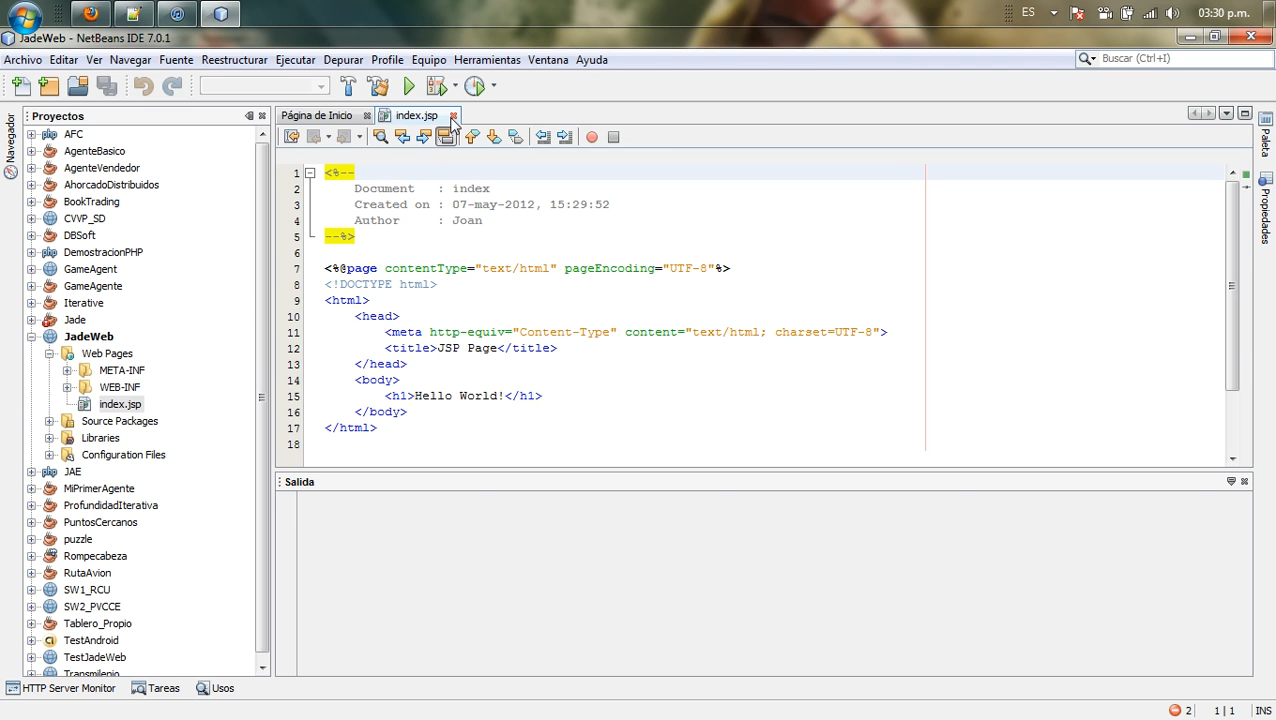 ES
03:30 p.m.
JadeWeb - NetBeans IDE 7.0.1
Archivo Editar Ver Navegar Fuente Reestructurar Ejecutar Depurar Profile Equipo Herramientas Ventana Ayuda
Buscar (Ctrl+I)
Navegador
Proyectos
AFC
AgenteBasico
AgenteVendedor
AhorcadoDistribuidos
BookTrading
CVVP_SD
DBSoft
DemostracionPHP
GameAgent
GameAgente
Iterative
Jade
JadeWeb
Web Pages
META-INF
WEB-INF
index.jsp
Source Packages
Libraries
Configuration Files
JAE
MiPrimerAgente
ProfundidadIterativa
PuntosCercanos
puzzle
Rompecabeza
RutaAvion
SW1_RCU
SW2_PVCCE
Tablero_Propio
TestAndroid
TestJadeWeb
Transmilenio
Página de Inicio
index.jsp
1 <%--
2 Document : index
3 Created on : 07-may-2012, 15:29:52
4 Author : Joan
5 --%>
6
7 <%@page contentType="text/html" pageEncoding="UTF-8"%>
8 <!DOCTYPE html>
9 <html>
10 <head>
11 <meta http-equiv="Content-Type" content="text/html; charset=UTF-8">
12 <title>JSP Page</title>
13 </head>
14 <body>
15 <h1>Hello World!</h1>
16 </body>
17 </html>
18
Salida
Paleta
Propiedades
HTTP Server Monitor Tareas Usos
2 1|1 INS